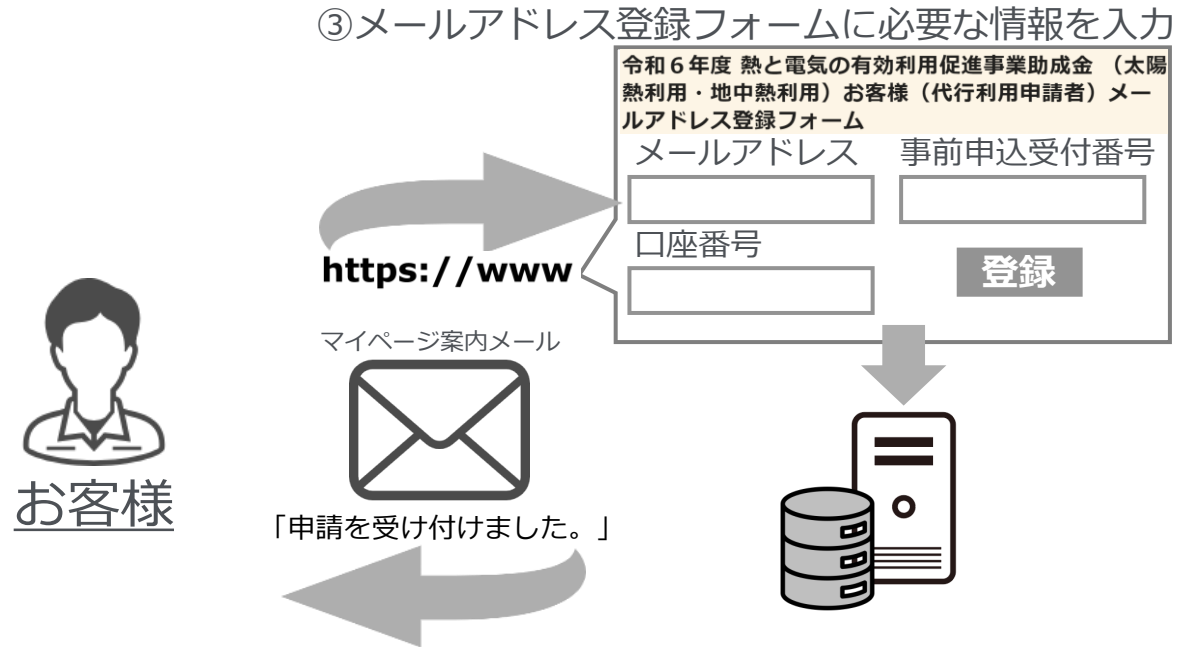 ③メールアドレス登録フォームに必要な情報を入力
令和６年度 熱と電気の有効利用促進事業助成金 （太陽
熱利用・地中熱利用）お客様（代行利用申請者）メー
ルアドレス登録フォーム
メールアドレス
事前申込受付番号
口座番号
登録
https://www
マイページ案内メール
「申請を受け付けました。」
お客様